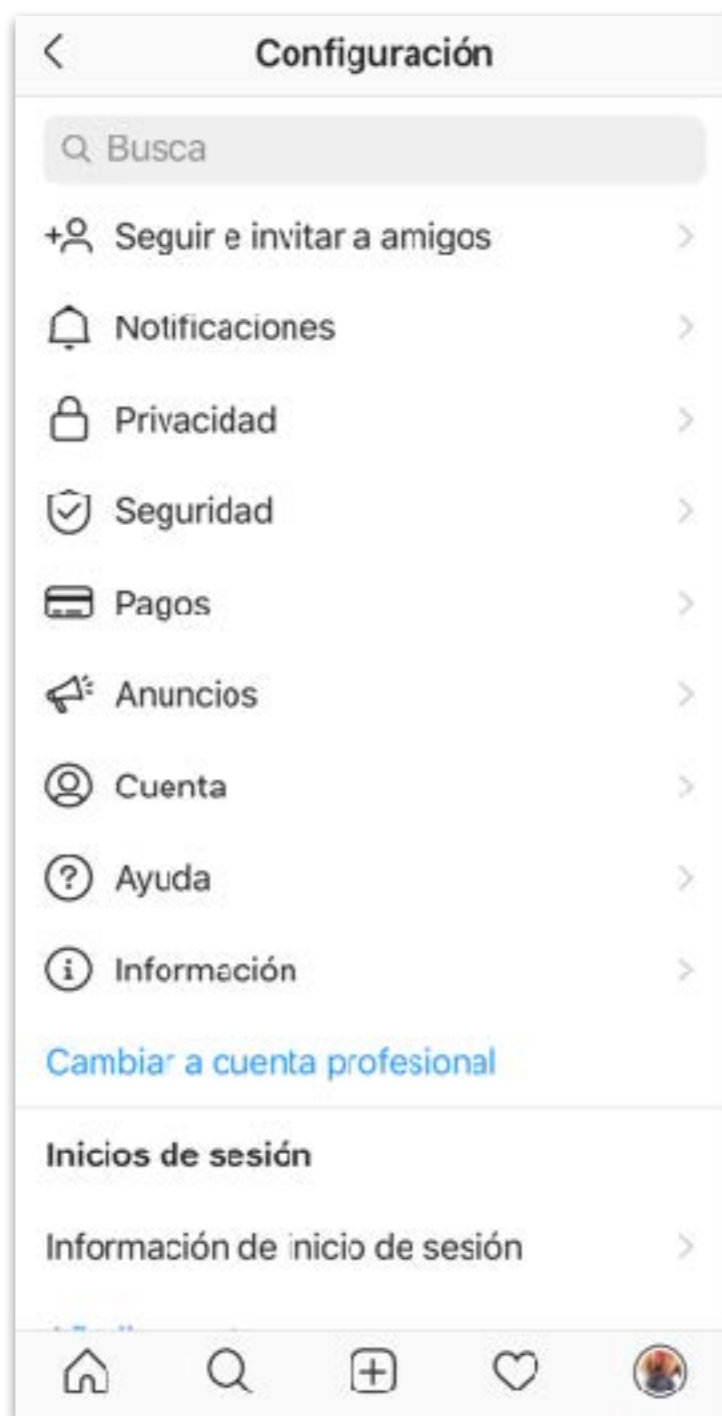 Configuración
Busca
Seguir e invitar a amigos
Notificaciones
Privacidad
Seguridad
Pagos
Anuncios
Cuenta
Ayuda
Información
Cambiar a cuenta profesional
Inicios de sesión
Información de inicio de sesión